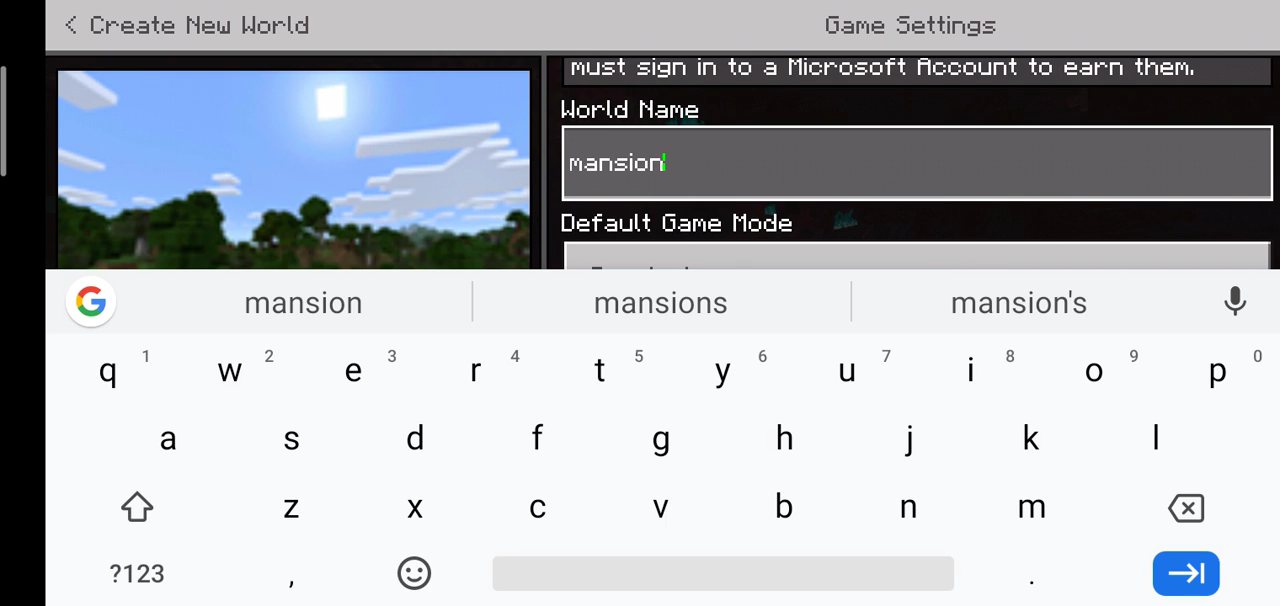 < Create New World
Game Settings
must sign in to a Microsoft Account to earn them.
World Name
mansion
Default Game Mode
mansion mansions mansion's
q 1 w 2 e 3 r 4 t 5 y 6 u 7 i 8 o 9 p 0
a s d f g h j k l
z x c v b n m
?123 , .